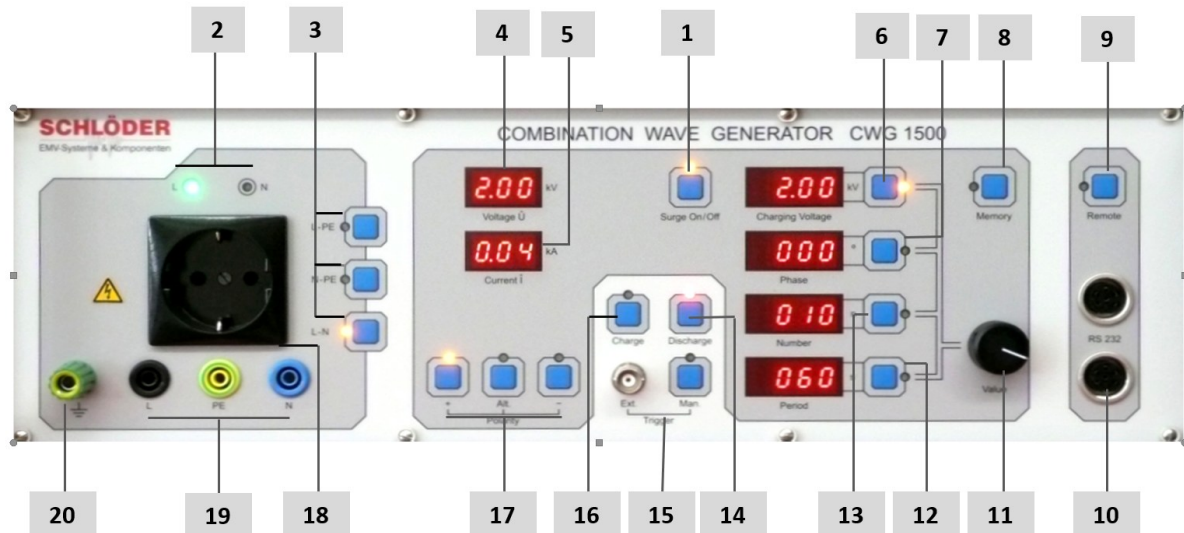 2 3 4 5 1 6 7 8 9
SCHLÖDER
EMV-Systeme & Komponenten
COMBINATION WAVE GENERATOR CWG 1500
L N
2.00 kV
Voltage Û
Surge On/Off
2.00 kV
Charging Voltage
Memory
Remote
L-PE
0.04 kA
Current î
000 °
Phase
N-PE
L-N
Charge
Discharge
010
Number
RS 232
060
Period
Value
L PE N
+ Alt. −
Polarity
Ext. Man.
Trigger
20 19 18 17 16 15 14 13 12 11 10